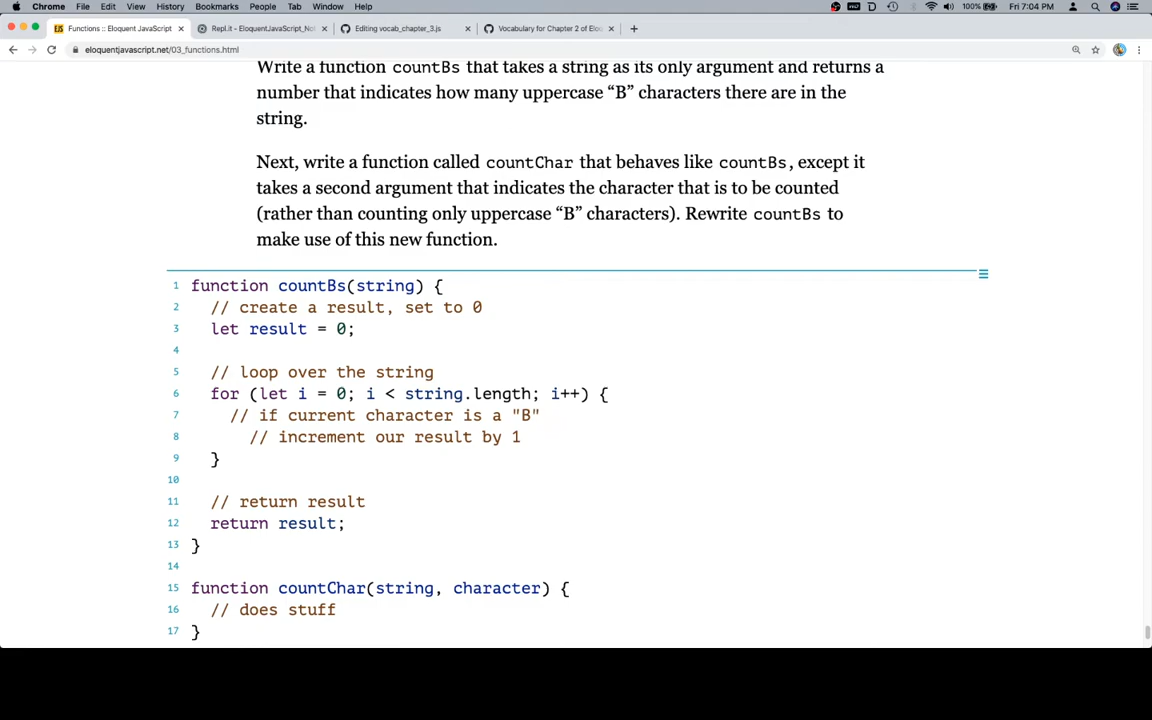 Chrome File Edit View History Bookmarks People Tab Window Help 100% Fri 7:04 PM
Functions :: Eloquent JavaScript Repl.it - EloquentJavaScript_No Editing vocab_chapter_3.js Vocabulary for Chapter 2 of Elo
eloquentjavascript.net/03_functions.html
Write a function countBs that takes a string as its only argument and returns a
number that indicates how many uppercase “B” characters there are in the
string.
Next, write a function called countChar that behaves like countBs, except it
takes a second argument that indicates the character that is to be counted
(rather than counting only uppercase “B” characters). Rewrite countBs to
make use of this new function.
1 function countBs(string) {
2 // create a result, set to 0
3 let result = 0;
4
5 // loop over the string
6 for (let i = 0; i < string.length; i++) {
7 // if current character is a "B"
8 // increment our result by 1
9 }
10
11 // return result
12 return result;
13 }
14
15 function countChar(string, character) {
16 // does stuff
17 }